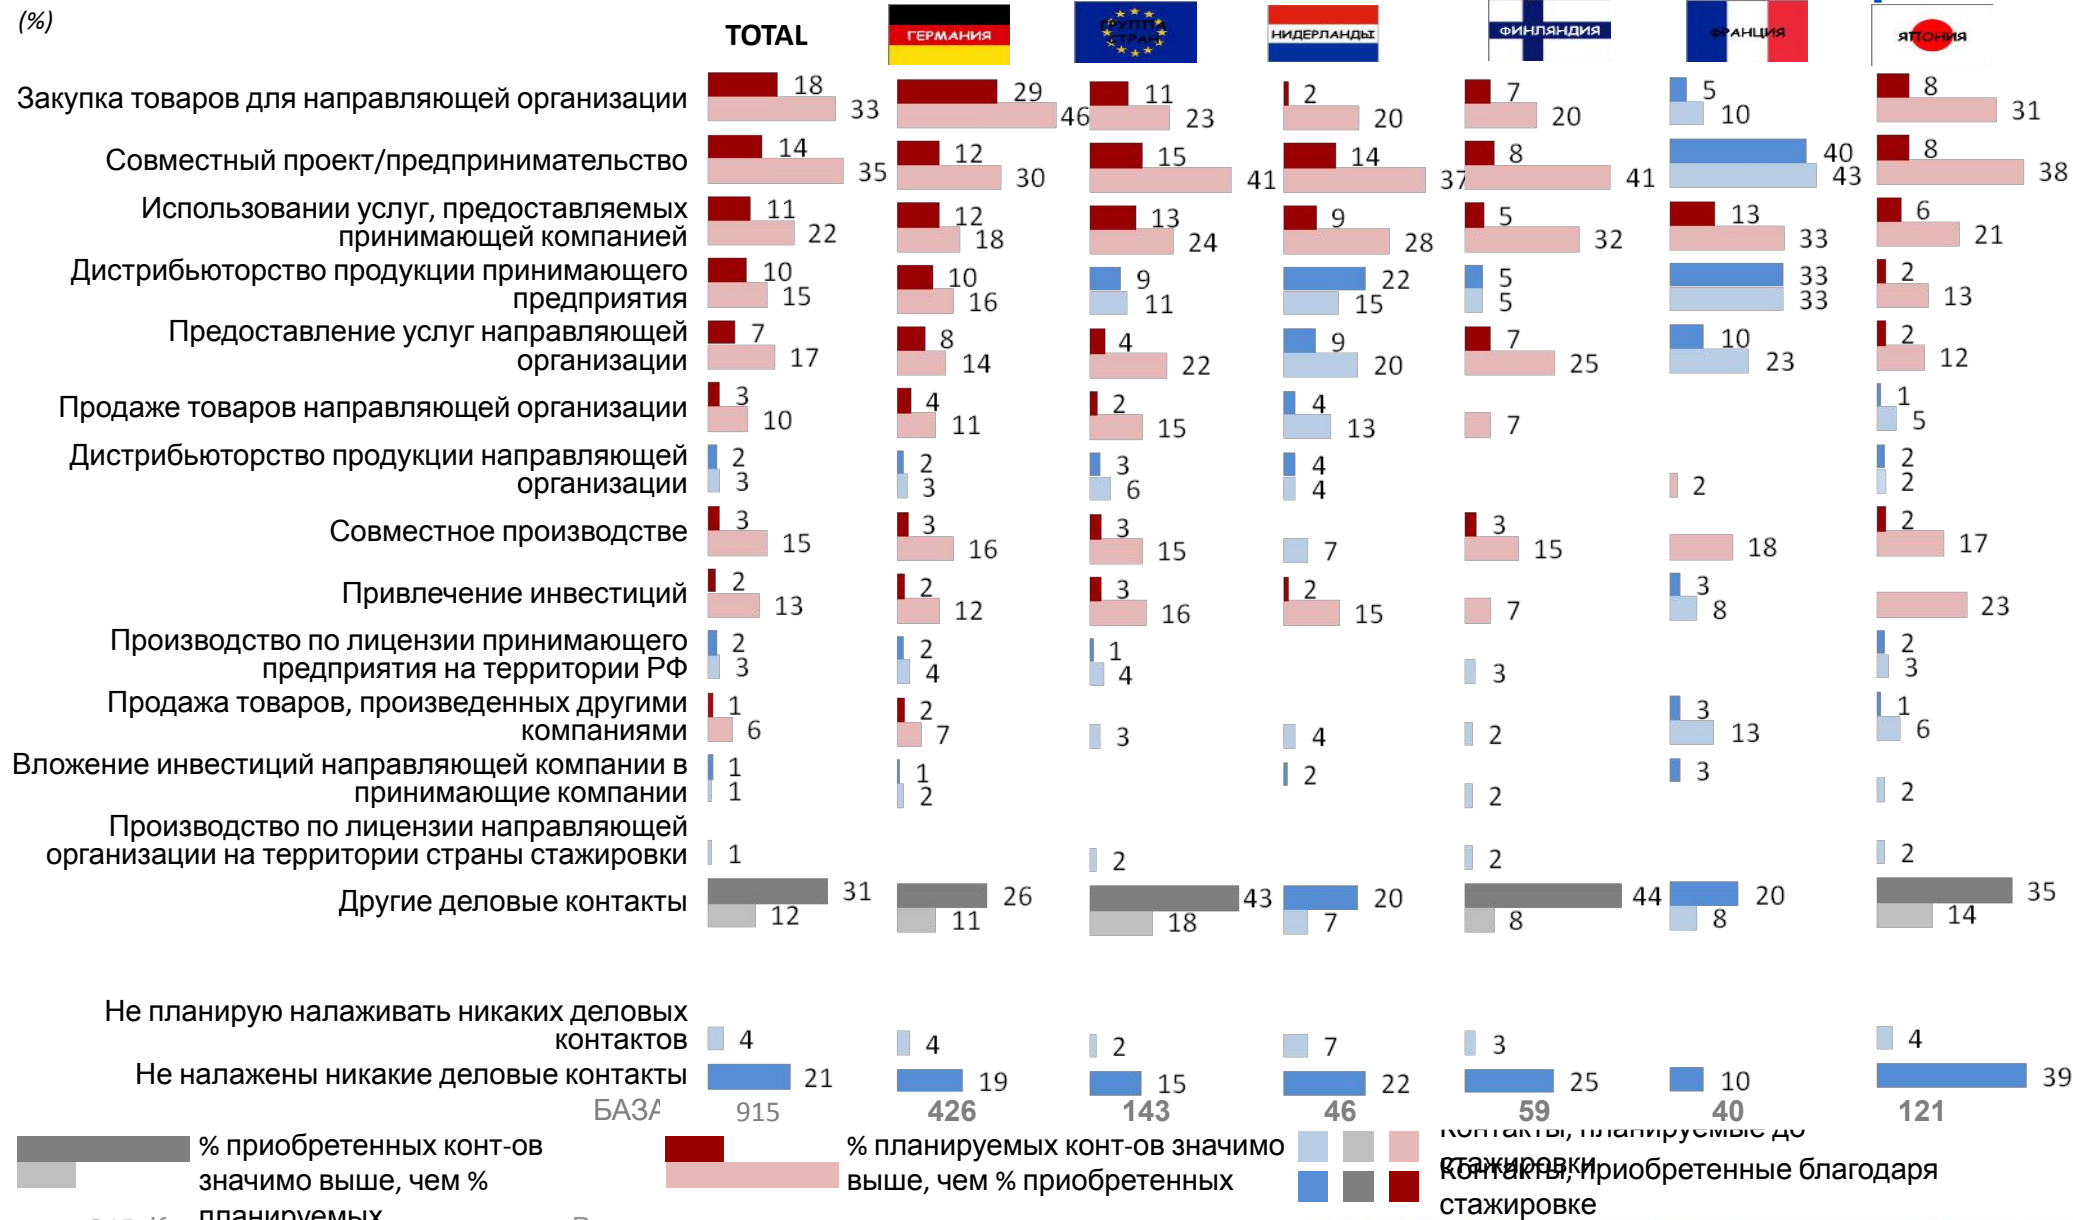 (%)
TOTAL ГЕРМАНИЯ ГРУППА СТРАН НИДЕРЛАНДЫ ФИНЛЯНДИЯ ФРАНЦИЯ ЯПОНИЯ
Закупка товаров для направляющей организации 18 33 29 46 11 23 2 20 7 20 5 10 8 31
Совместный проект/предпринимательство 14 35 12 30 15 41 14 37 8 41 40 43 8 38
Использовании услуг, предоставляемых
принимающей компанией 11 22 12 18 13 24 9 28 5 32 13 33 6 21
Дистрибьюторство продукции принимающего
предприятия 10 15 10 16 9 11 22 15 5 5 33 33 2 13
Предоставление услуг направляющей
организации 7 17 8 14 4 22 9 20 7 25 10 23 2 12
Продаже товаров направляющей организации 3 10 4 11 2 15 4 13 7 1 5
Дистрибьюторство продукции направляющей
организации 2 3 2 3 3 6 4 4 2 2 2
Совместное производстве 3 15 3 16 3 15 7 3 15 18 2 17
Привлечение инвестиций 2 13 2 12 3 16 2 15 7 3 8 23
Производство по лицензии принимающего
предприятия на территории РФ 2 3 2 4 1 4 3 2 3
Продажа товаров, произведенных другими
компаниями 1 6 2 7 3 4 2 3 13 1 6
Вложение инвестиций направляющей компании в
принимающие компании 1 1 1 2 2 2 3 2
Производство по лицензии направляющей
организации на территории страны стажировки 1 2 2 2
Другие деловые контакты 31 12 26 11 43 18 20 7 44 8 20 8 35 14
Не планирую налаживать никаких деловых
контактов 4 4 2 7 3 4
Не налажены никакие деловые контакты 21 19 15 22 25 10 39
БАЗА 915 426 143 46 59 40 121
% приобретенных конт-ов
значимо выше, чем %
планируемых
% планируемых конт-ов значимо
выше, чем % приобретенных
Контакты, планируемые до
стажировки
Контакты, приобретенные благодаря
стажировке